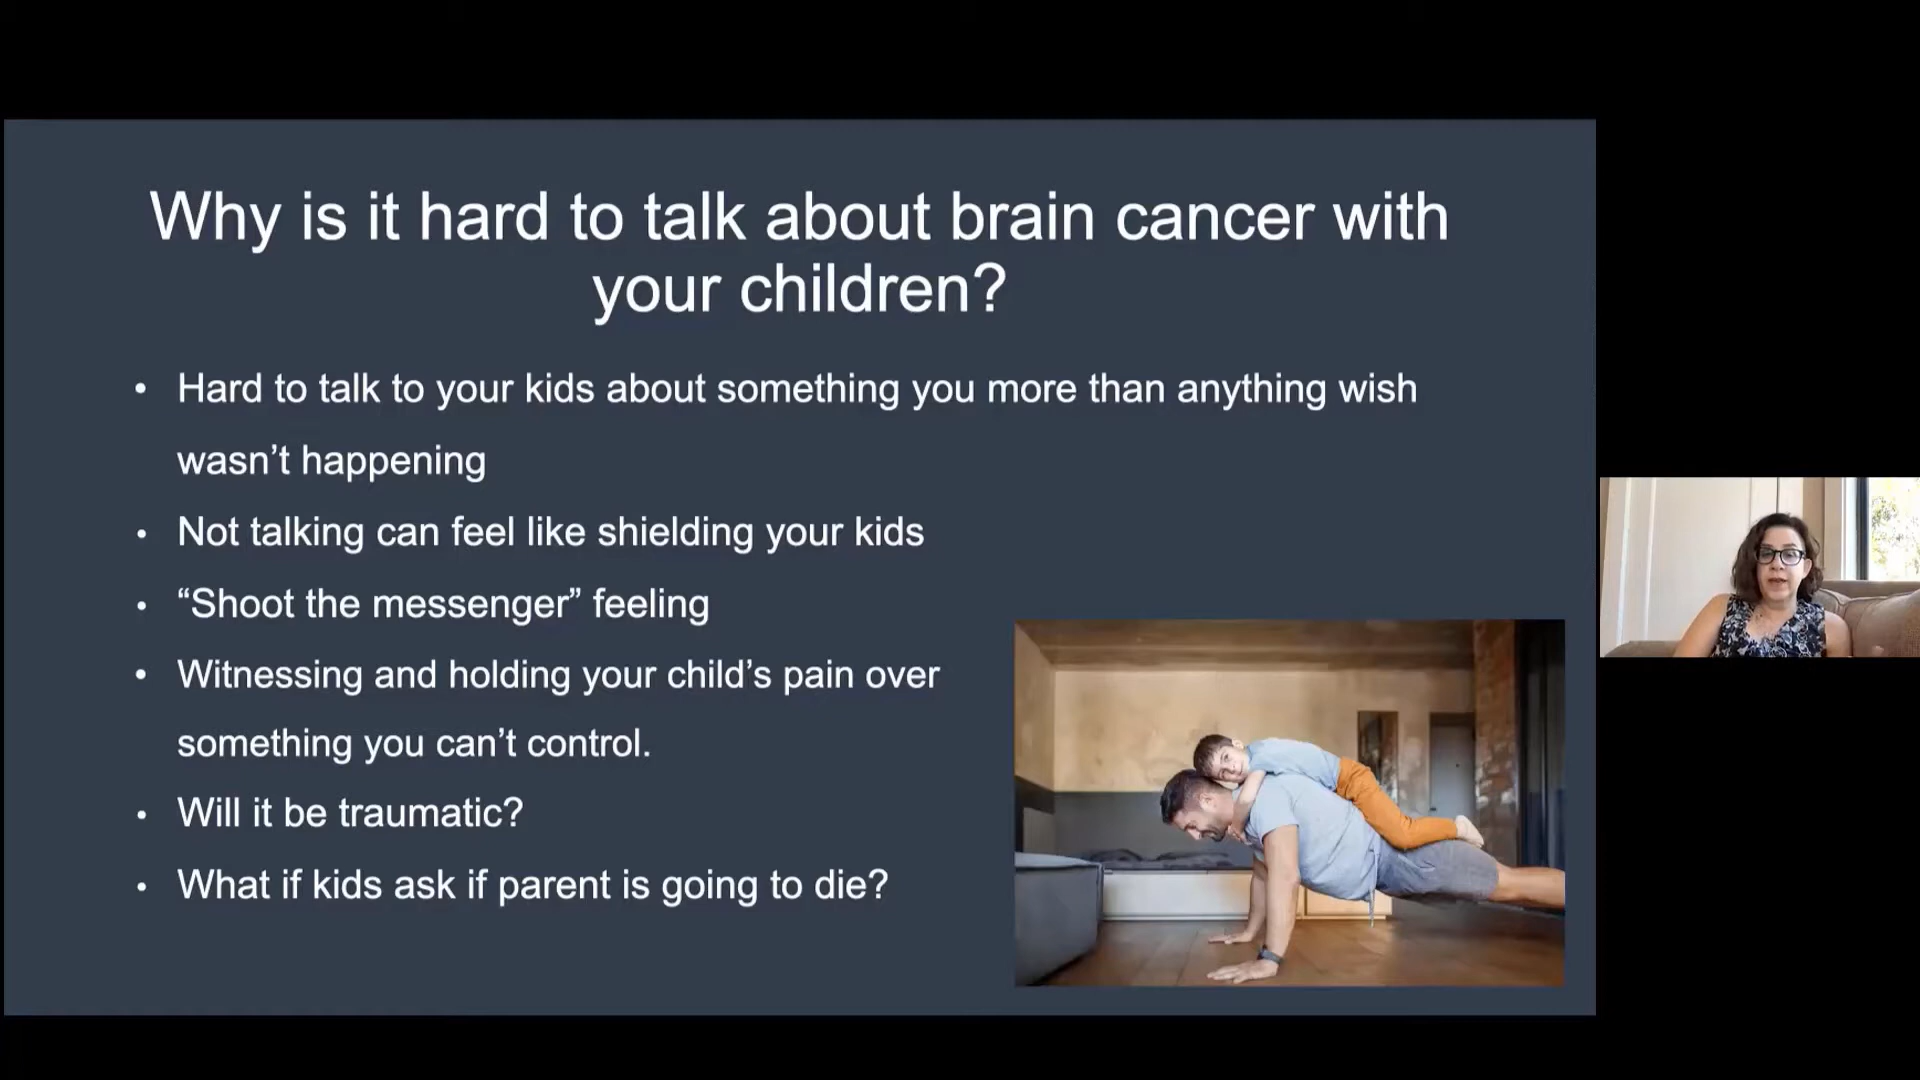 Why is it hard to talk about brain cancer with
your children?
• Hard to talk to your kids about something you more than anything wish
wasn’t happening
• Not talking can feel like shielding your kids
• “Shoot the messenger” feeling
• Witnessing and holding your child’s pain over
something you can’t control.
• Will it be traumatic?
• What if kids ask if parent is going to die?